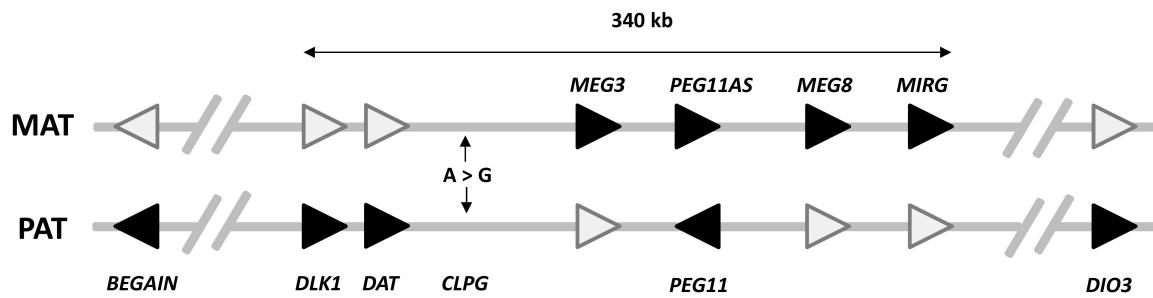 340 kb
MEG3 PEG11AS MEG8 MIRG
MAT
A > G
PAT
BEGAIN DLK1 DAT CLPG PEG11 DIO3